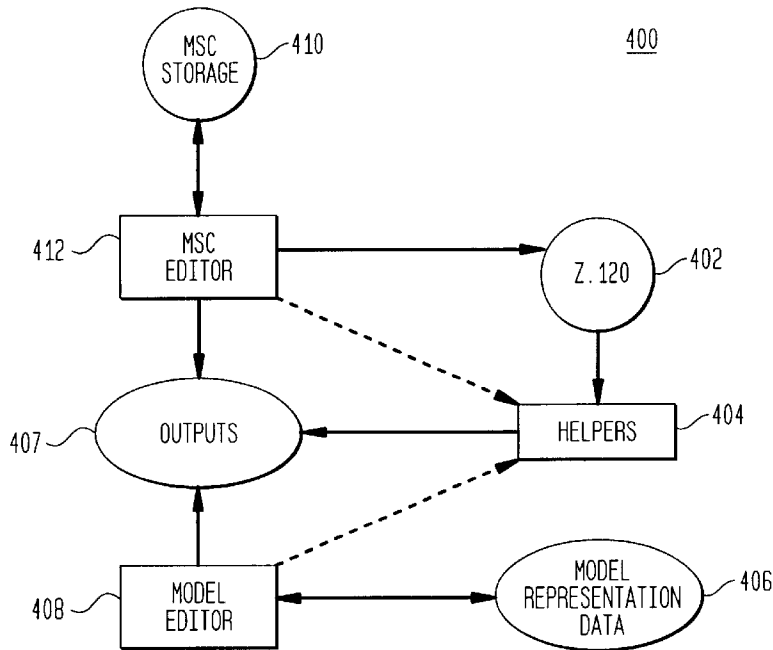 MSC
STORAGE
410
400
412
MSC
EDITOR
Z.120
402
407
OUTPUTS
HELPERS
404
408
MODEL
EDITOR
MODEL
REPRESENTATION
DATA
406